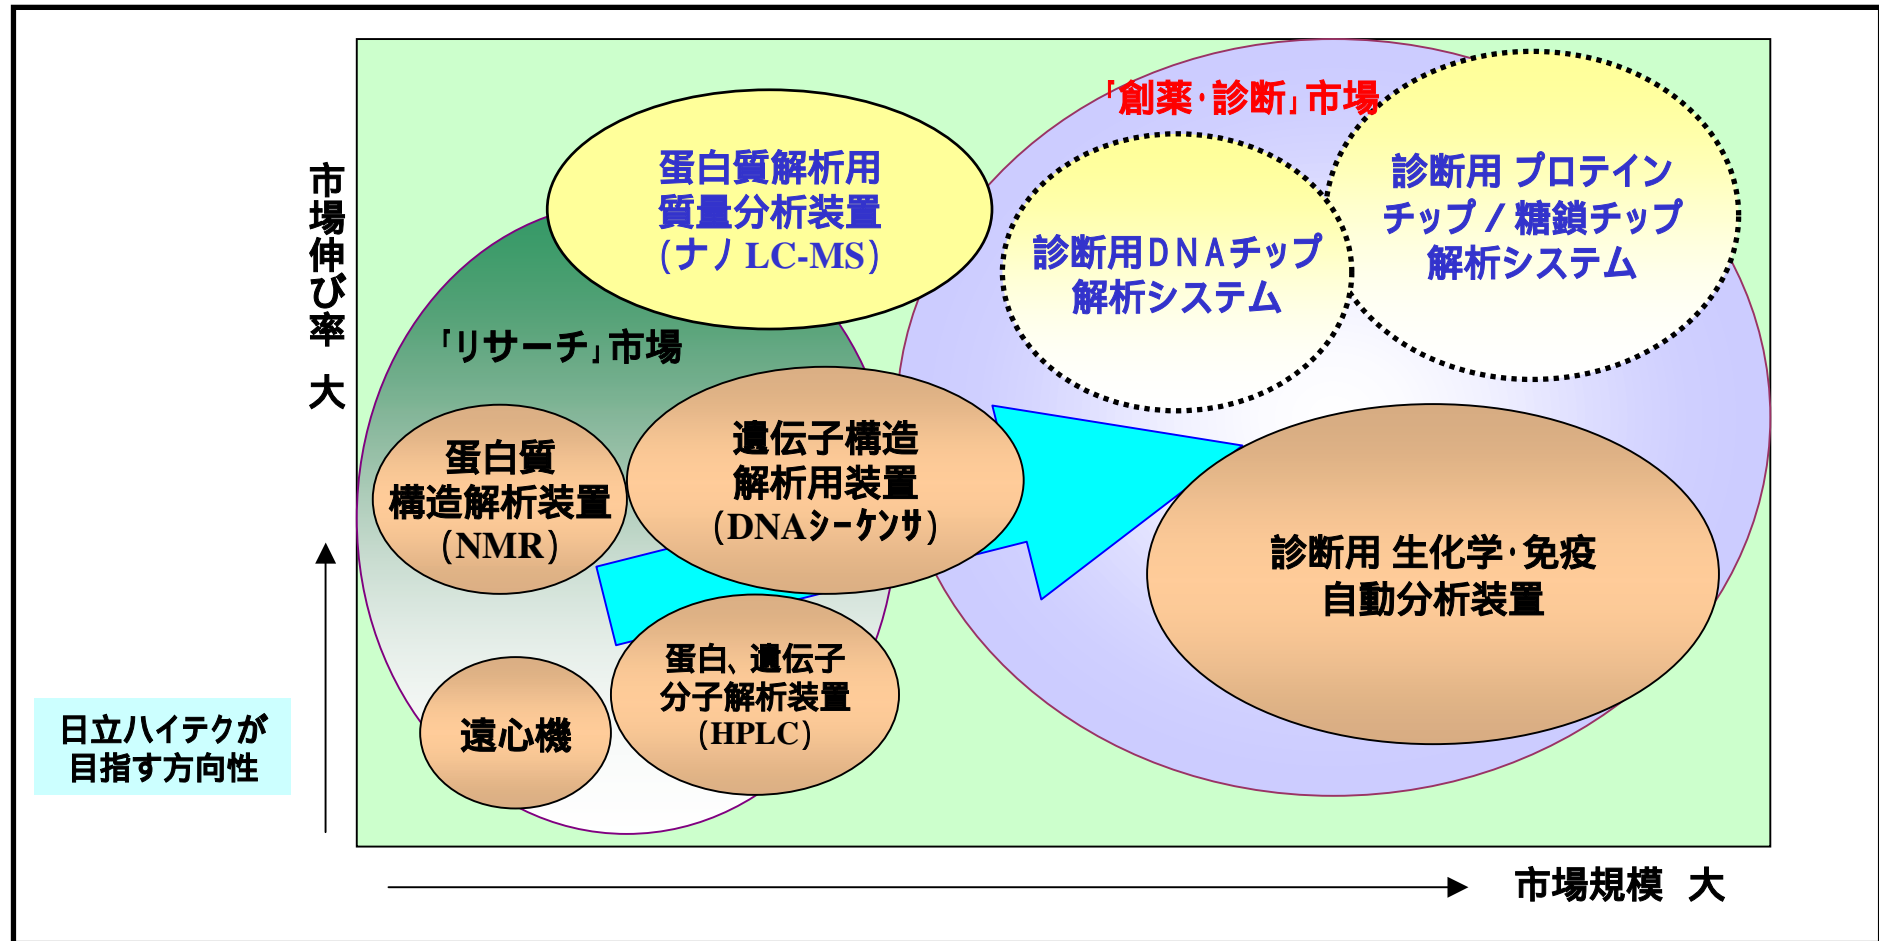 「創薬・診断」市場
蛋白質解析用
質量分析装置
(ナノLC-MS)
診断用 プロテイン
チップ/糖鎖チップ
解析システム
診断用DNAチップ
解析システム
市場伸び率 大
「リサーチ」市場
蛋白質
構造解析装置
(NMR)
遺伝子構造
解析用装置
(DNAシーケンサ)
診断用 生化学・免疫
自動分析装置
蛋白、遺伝子
分子解析装置
(HPLC)
遠心機
日立ハイテクが
目指す方向性
市場規模 大